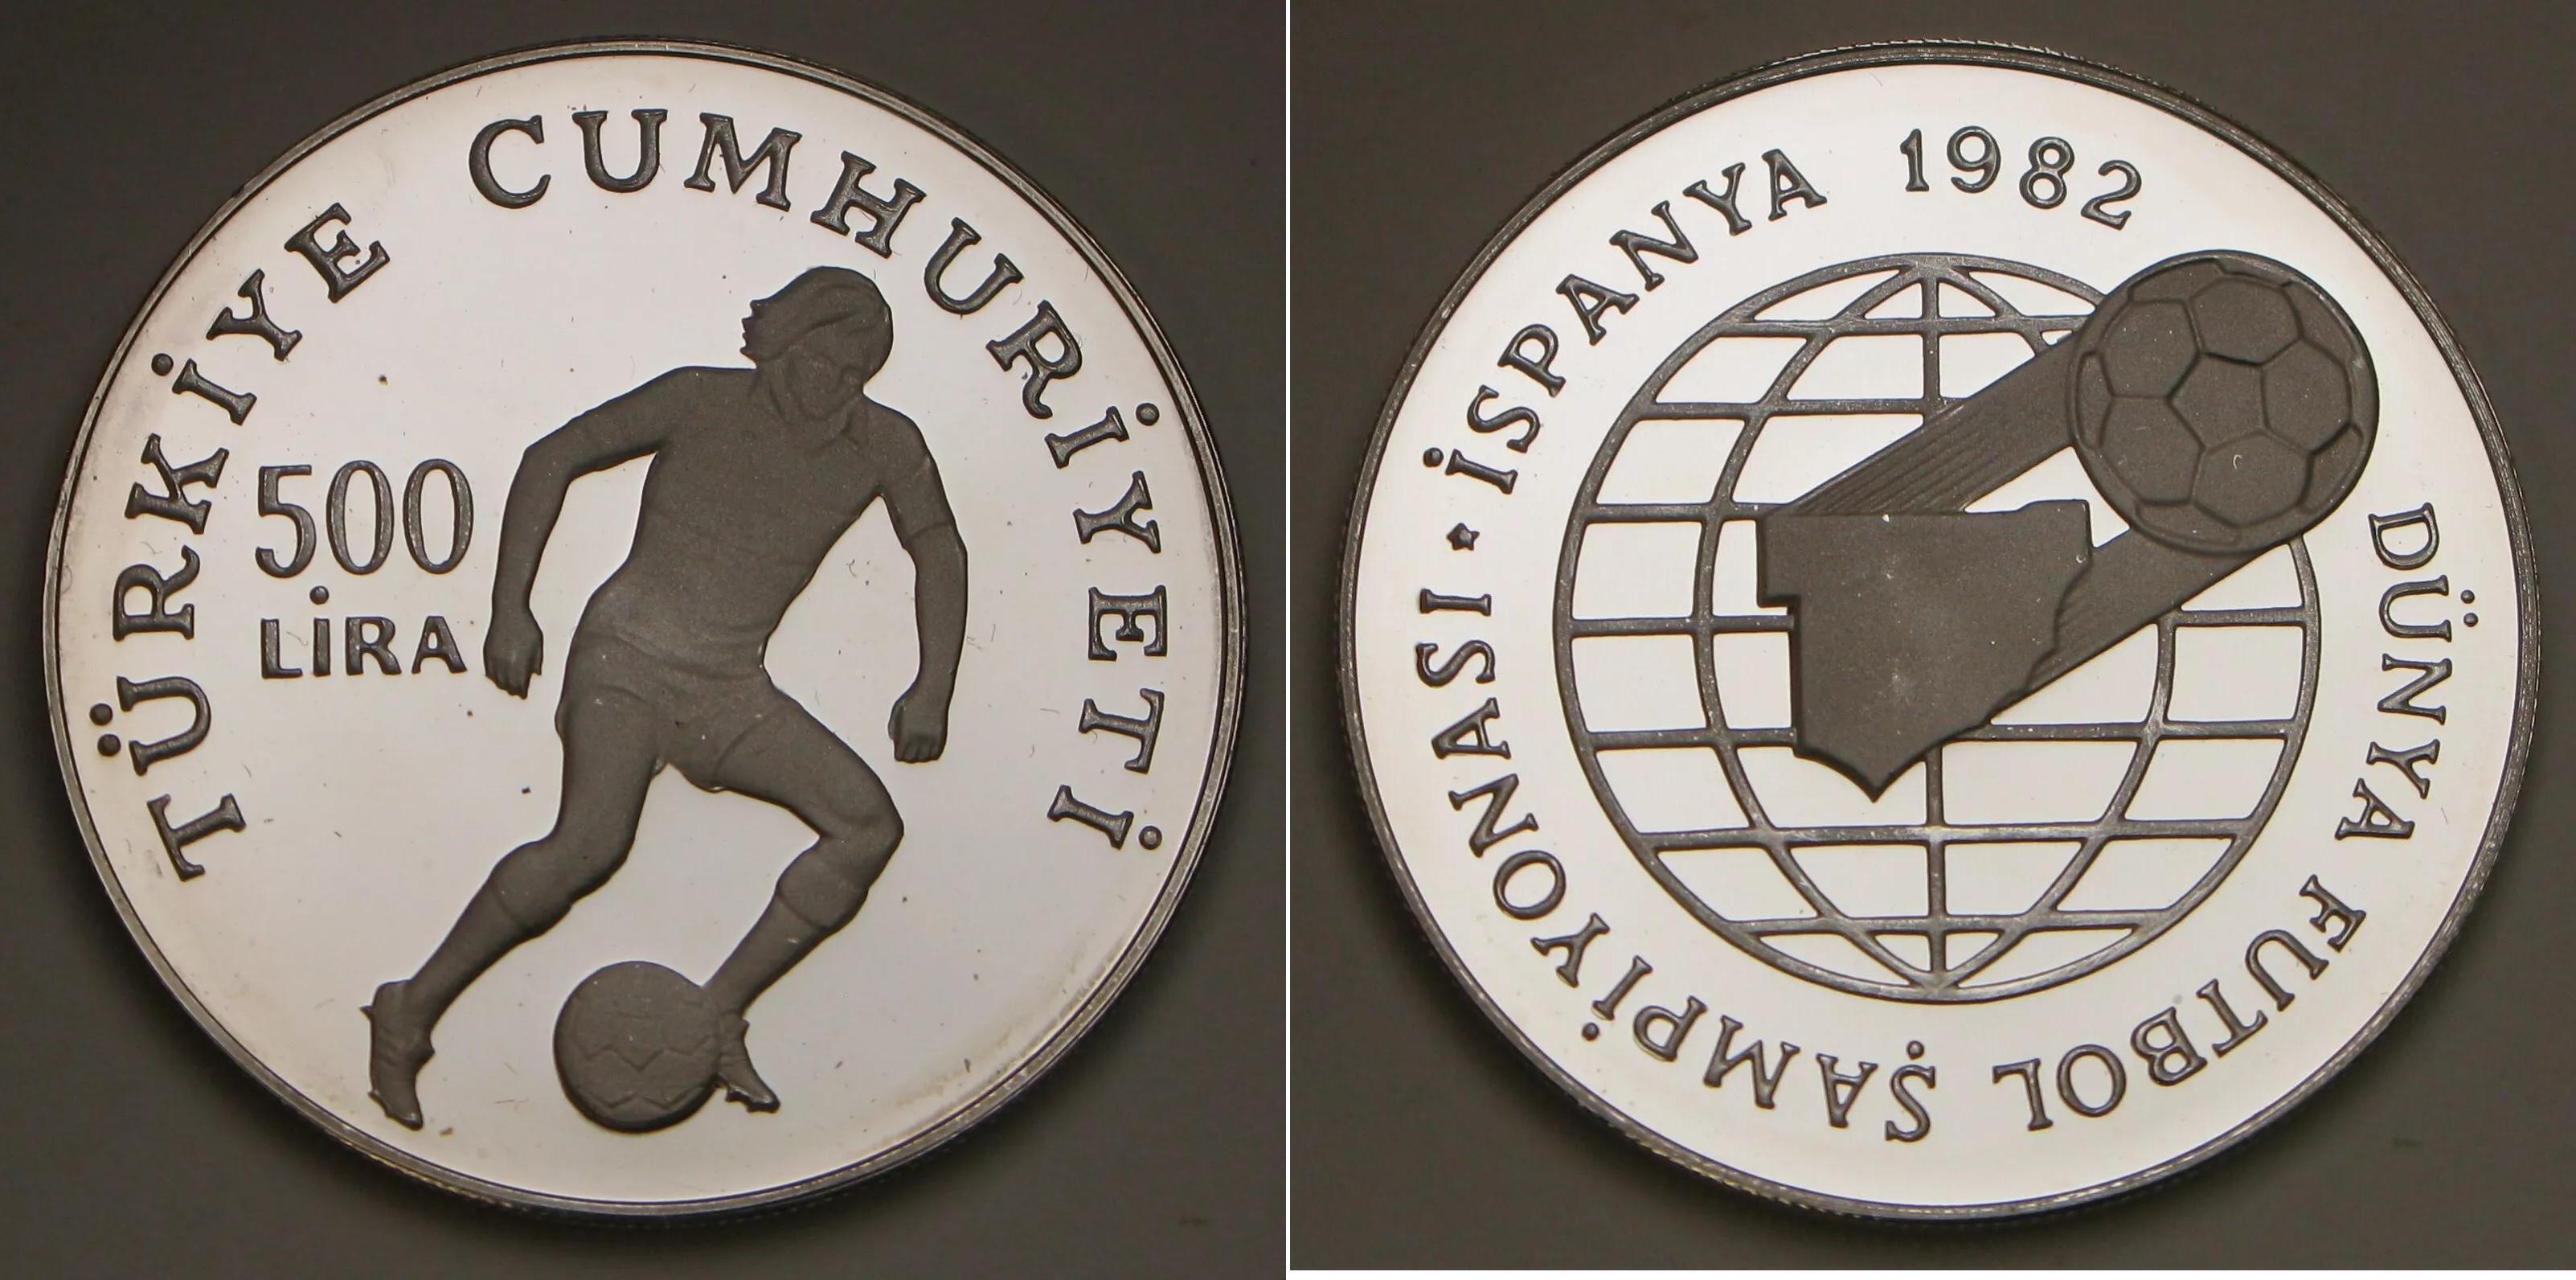 TÜRKİYE CUMHURİYETİ
500
LİRA
DÜNYA FUTBOL ŞAMPİYONASI · İSPANYA 1982